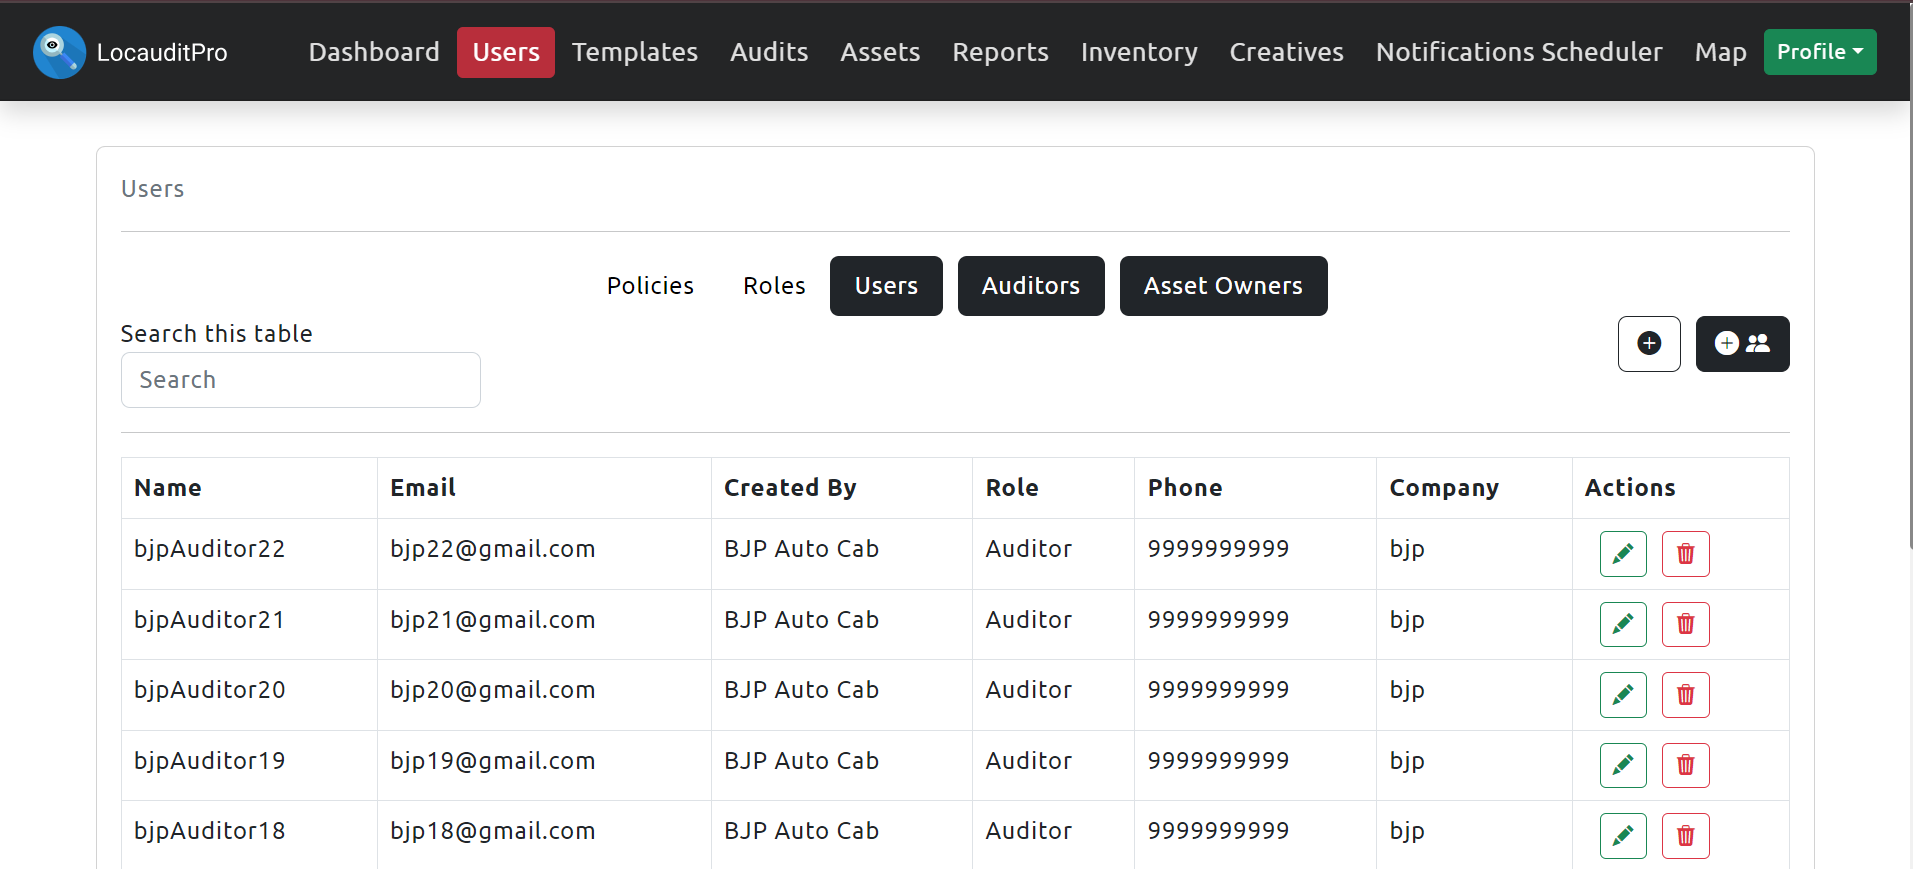 LocauditPro Dashboard Users Templates Audits Assets Reports Inventory Creatives Notifications Scheduler Map Profile
Users
Policies Roles Users Auditors Asset Owners
Search this table
Search
Name Email Created By Role Phone Company Actions
bjpAuditor22 bjp22@gmail.com BJP Auto Cab Auditor 9999999999 bjp
bjpAuditor21 bjp21@gmail.com BJP Auto Cab Auditor 9999999999 bjp
bjpAuditor20 bjp20@gmail.com BJP Auto Cab Auditor 9999999999 bjp
bjpAuditor19 bjp19@gmail.com BJP Auto Cab Auditor 9999999999 bjp
bjpAuditor18 bjp18@gmail.com BJP Auto Cab Auditor 9999999999 bjp